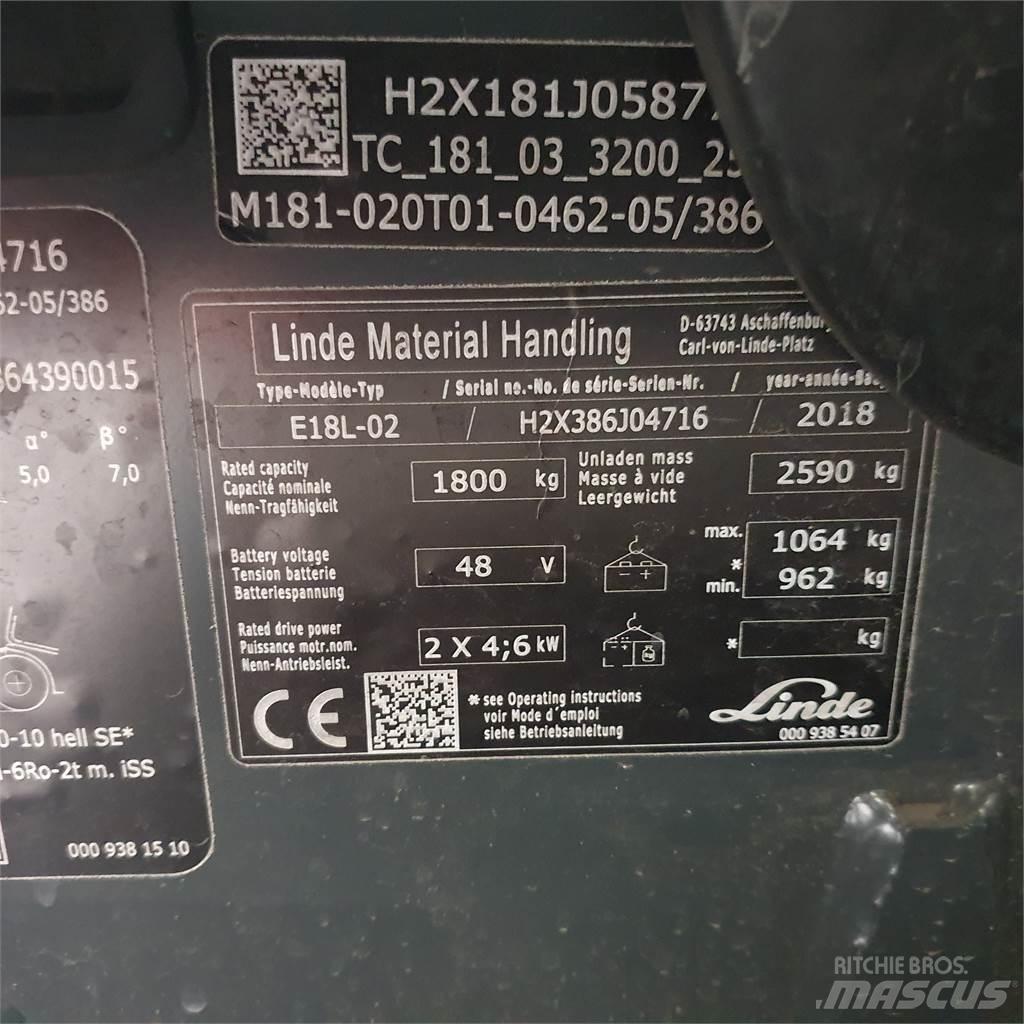 H2X181J0587
TC_181_03_3200_25
M181-020T01-0462-05/386
4716
62-05/386
64390015
α° β°
5,0 7,0
0-10 hell SE*
-6Ro-2t m. iSS
000 938 15 10
Linde Material Handling
D-63743 Aschaffenburg
Carl-von-Linde-Platz
Type-Modèle-Typ / Serial no.-No. de série-Serien-Nr. / year-année-Bauj
E18L-02 / H2X386J04716 / 2018
Rated capacity
Capacité nominale
Nenn-Tragfähigkeit
1800 kg
Unladen mass
Masse à vide
Leergewicht
2590 kg
Battery voltage
Tension batterie
Batteriespannung
48 V
max. 1064 kg
*
min. 962 kg
Rated drive power
Puissance motr.nom.
Nenn-Antriebsleist.
2 X 4;6 kW
* kg
CE
* see Operating instructions
voir Mode d´emploi
siehe Betriebsanleitung
Linde
000 938 54 07
RITCHIE BROS.
MASCUS